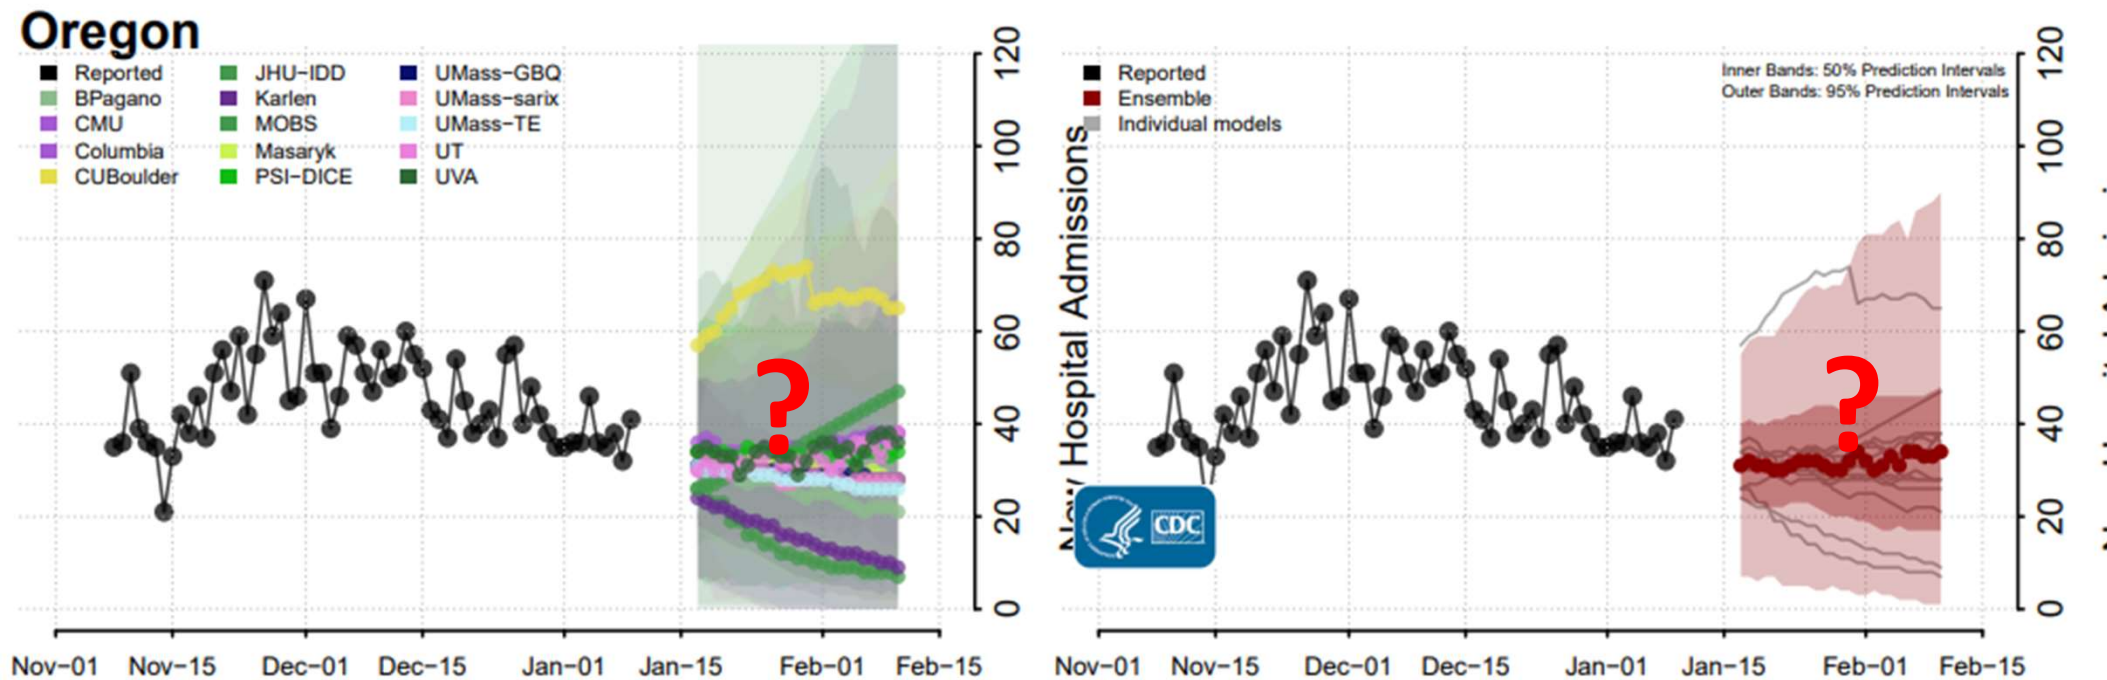 Oregon
Reported
BPagano
CMU
Columbia
CUBoulder
JHU−IDD
Karlen
MOBS
Masaryk
PSI−DICE
UMass−GBQ
UMass−sarix
UMass−TE
UT
UVA
?
0
20
40
60
80
100
120
Nov−01 Nov−15 Dec−01 Dec−15 Jan−01 Jan−15 Feb−01 Feb−15
New Hospital Admissions
Reported
Ensemble
Individual models
Inner Bands: 50% Prediction Intervals
Outer Bands: 95% Prediction Intervals
?
CDC
0
20
40
60
80
100
120
Nov−01 Nov−15 Dec−01 Dec−15 Jan−01 Jan−15 Feb−01 Feb−15